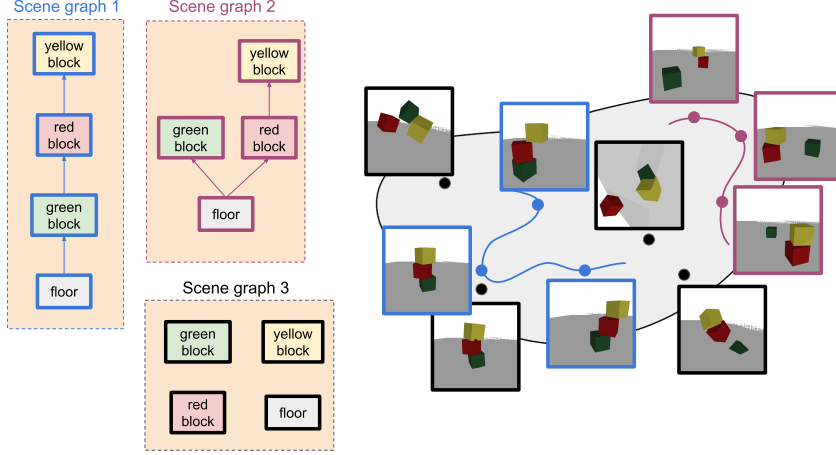 Scene graph 1
yellow
block
red
block
green
block
floor
Scene graph 2
yellow
block
green
block
red
block
floor
Scene graph 3
green
block
yellow
block
red
block
floor